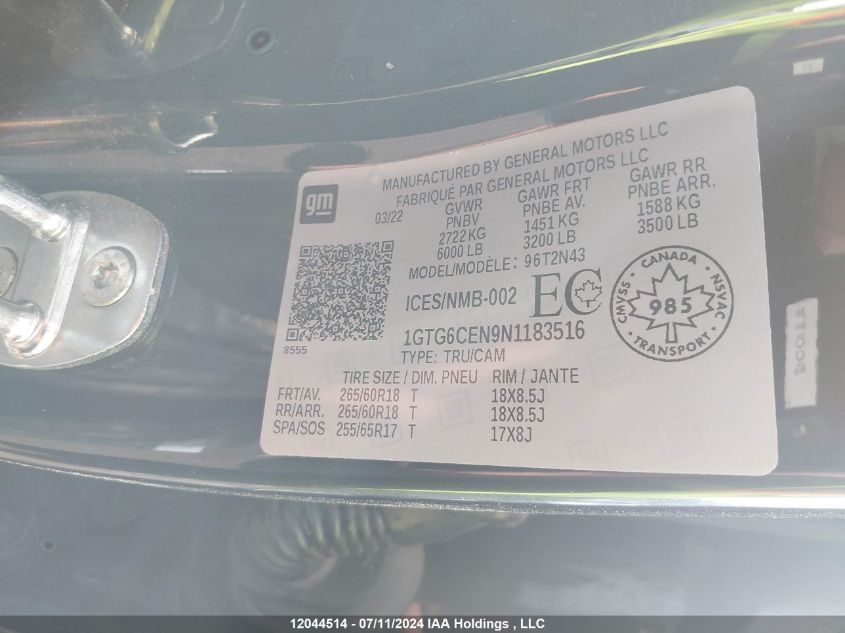 MANUFACTURED BY GENERAL MOTORS LLC
FABRIQUÉ PAR GENERAL MOTORS LLC
gm
03/22
GVWR GAWR FRT GAWR RR
PNBV PNBE AV. PNBE ARR.
2722 KG 1451 KG 1588 KG
6000 LB 3200 LB 3500 LB
MODEL/MODÈLE: 96T2N43
ICES/NMB-002 EC
CANADA
CMVSS 985 NSVAC
TRANSPORT
1GTG6CEN9N1183516
8555
TYPE: TRU/CAM
TIRE SIZE / DIM. PNEU RIM / JANTE
FRT/AV. 265/60R18 T 18X8.5J
RR/ARR. 265/60R18 T 18X8.5J
SPA/SOS 255/65R17 T 17X8J
12044514 - 07/11/2024 IAA Holdings , LLC